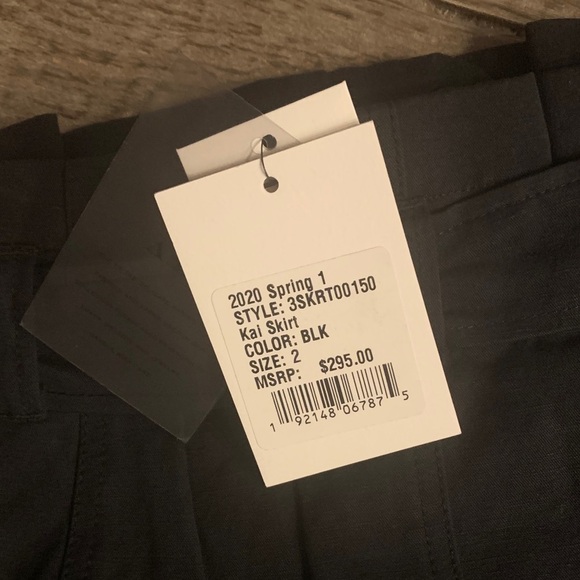 2020 Spring 1
STYLE: 3SKRT00150
Kai Skirt
COLOR: BLK
SIZE: 2
MSRP: $295.00
1 92148 06787 5